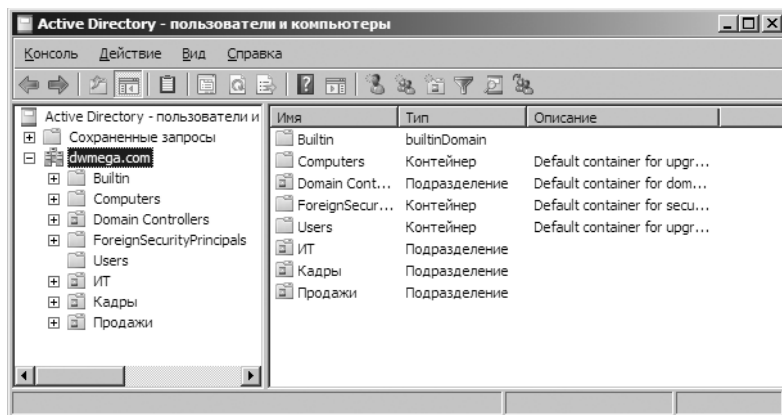 Active Directory - пользователи и компьютеры
Консоль Действие Вид Справка
Active Directory - пользователи и
Сохраненные запросы
dwmega.com
Builtin
Computers
Domain Controllers
ForeignSecurityPrincipals
Users
ИТ
Кадры
Продажи
Имя Тип Описание
Builtin builtinDomain
Computers Контейнер Default container for upgr...
Domain Cont... Подразделение Default container for dom...
ForeignSecur... Контейнер Default container for secu...
Users Контейнер Default container for upgr...
ИТ Подразделение
Кадры Подразделение
Продажи Подразделение